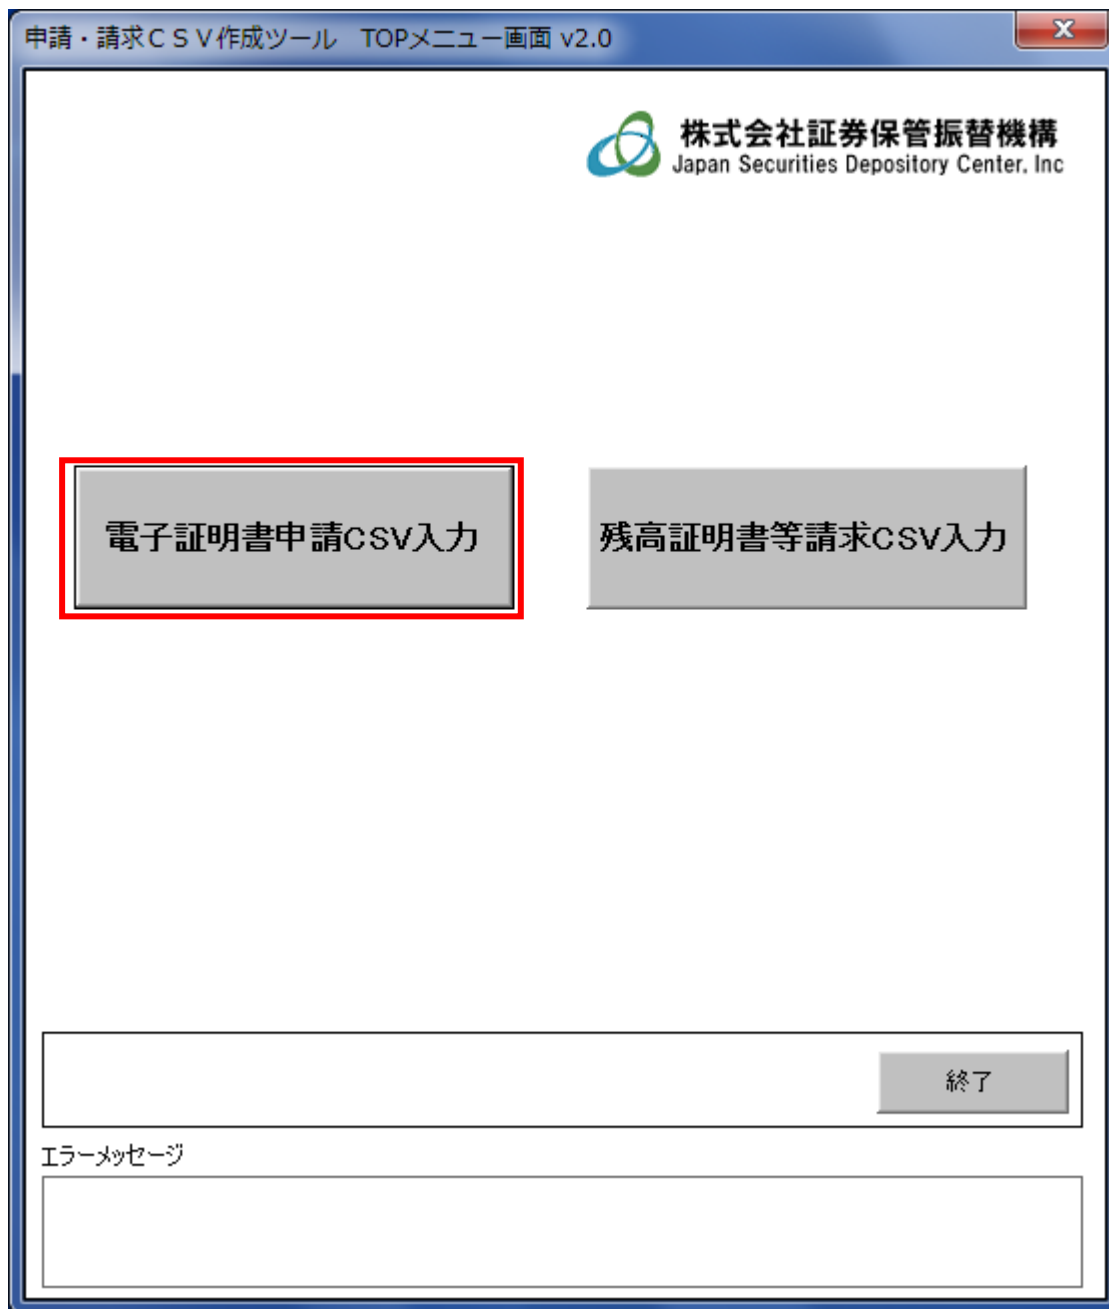 申請・請求ＣＳＶ作成ツール　TOPメニュー画面 v2.0
株式会社証券保管振替機構
Japan Securities Depository Center, Inc
電子証明書申請CSV入力
残高証明書等請求CSV入力
終了
エラーメッセージ